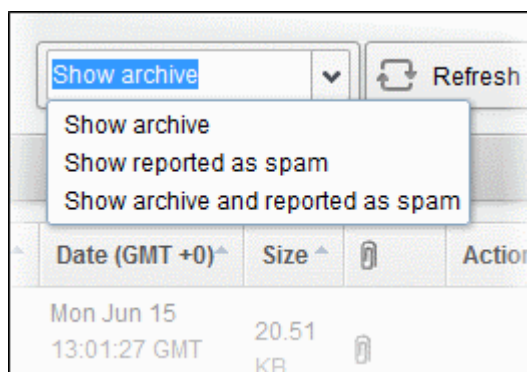 Show archive
Refresh
Show archive
Show reported as spam
Show archive and reported as spam
Date (GMT +0)
Size
Action
Mon Jun 15
13:01:27 GMT
20.51
KB